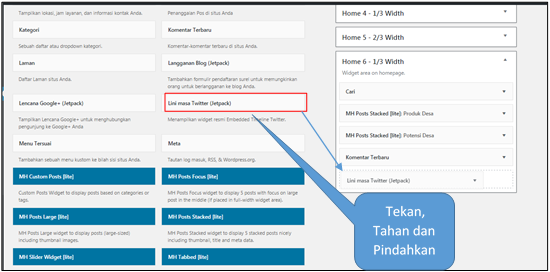 Tampilkan lokasi, jam layanan, dan informasi kontak Anda.
Penanganan Pos di situs Anda
Kategori
Komentar Terbaru
Sebuah daftar atau dropdown kategori.
Komentar-komentar terbaru di situs Anda.
Laman
Langganan Blog (Jetpack)
Daftar Laman situs Anda.
Tambahkan formulir pendaftaran surel untuk memungkinkan
orang untuk berlangganan ke blog Anda.
Lencana Google+ (Jetpack)
Lini masa Twitter (Jetpack)
Tampilkan Lencana Google+ untuk menghubungkan
pengunjung ke Google+ Anda
Menampilkan widget resmi Embedded Timeline Twitter.
Menu Tersuai
Meta
Tambahkan sebuah menu kustom ke bilah sisi situs Anda.
Tautan log masuk, RSS, & Wordpress.org.
MH Custom Posts [lite]
MH Posts Focus [lite]
Custom Posts Widget to display posts based on categories or
tags.
MH Posts Focus widget to display 5 posts with focus on large
post in the middle (if placed in full-width widget area).
MH Posts Large [lite]
MH Posts Stacked [lite]
MH Posts Large widget to display posts (large-sized)
including thumbnail images.
MH Posts Stacked widget to display 5 stacked posts nicely
including thumbnail, title and meta data.
MH Slider Widget [lite]
MH Tabbed [lite]
Home 4 - 1/3 Width
Home 5 - 2/3 Width
Home 6 - 1/3 Width
Widget area on homepage.
Cari
MH Posts Stacked [lite]: Produk Desa
MH Posts Stacked [lite]: Potensi Desa
Komentar Terbaru
Lini masa Twitter (Jetpack)
Tekan,
Tahan dan
Pindahkan